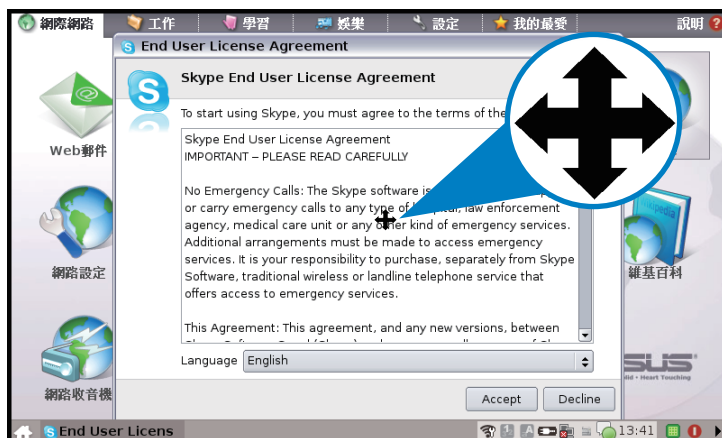 網際網路 工作 學習 娛樂 設定 我的最愛 說明
End User License Agreement
Skype End User License Agreement
To start using Skype, you must agree to the terms of the
Skype End User License Agreement
IMPORTANT – PLEASE READ CAREFULLY
No Emergency Calls: The Skype software is
or carry emergency calls to any type of hospital, law enforcement
agency, medical care unit or any other kind of emergency services.
Additional arrangements must be made to access emergency
services. It is your responsibility to purchase, separately from Skype
Software, traditional wireless or landline telephone service that
offers access to emergency services.
This Agreement: This agreement, and any new versions, between
Language English
Accept Decline
Web郵件
網路設定
網路收音機
維基百科
End User Licens
13:41